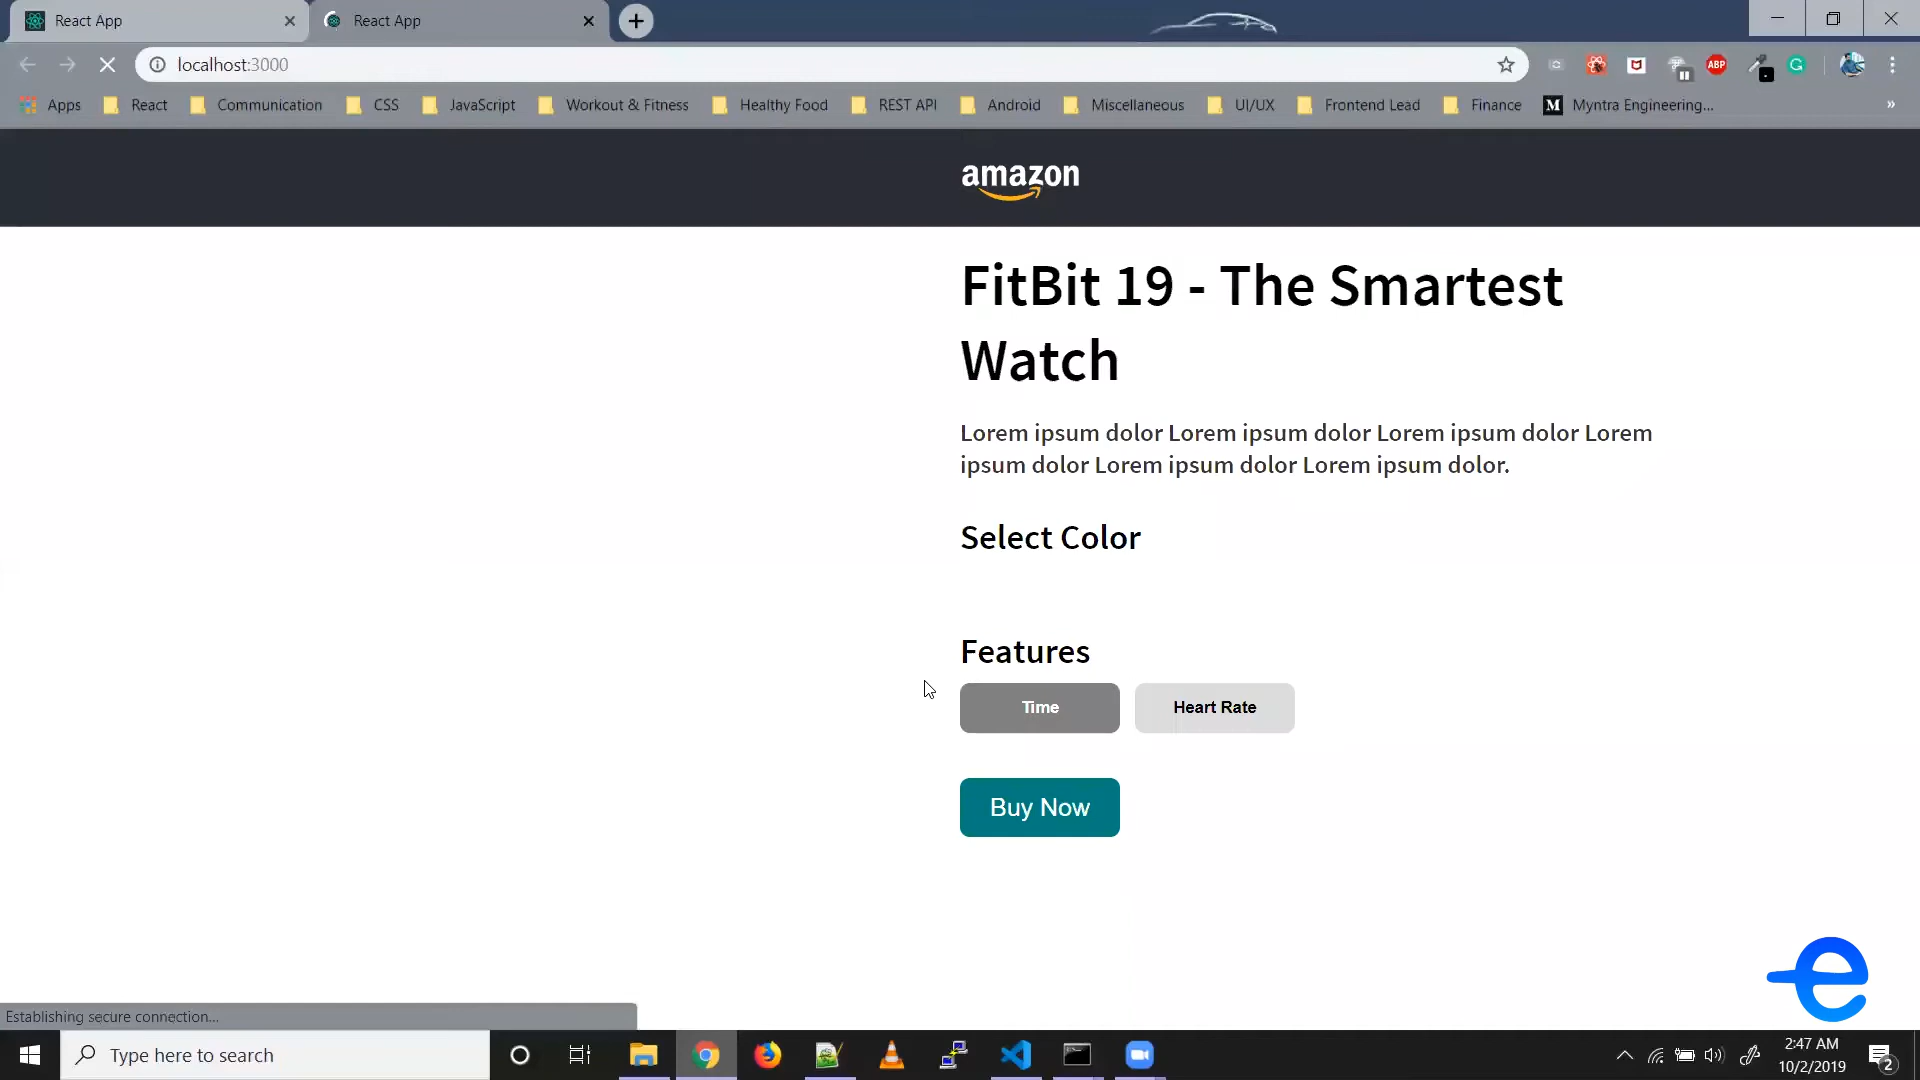 React App
React App
localhost:3000
ABP
G
Apps
React
Communication
CSS
JavaScript
Workout & Fitness
Healthy Food
REST API
Android
Miscellaneous
UI/UX
Frontend Lead
Finance
M
Myntra Engineering...
»
amazon
FitBit 19 - The Smartest
Watch
Lorem ipsum dolor Lorem ipsum dolor Lorem ipsum dolor Lorem
ipsum dolor Lorem ipsum dolor Lorem ipsum dolor.
Select Color
Features
Time
Heart Rate
Buy Now
e
Establishing secure connection...
Type here to search
2:47 AM
10/2/2019
2